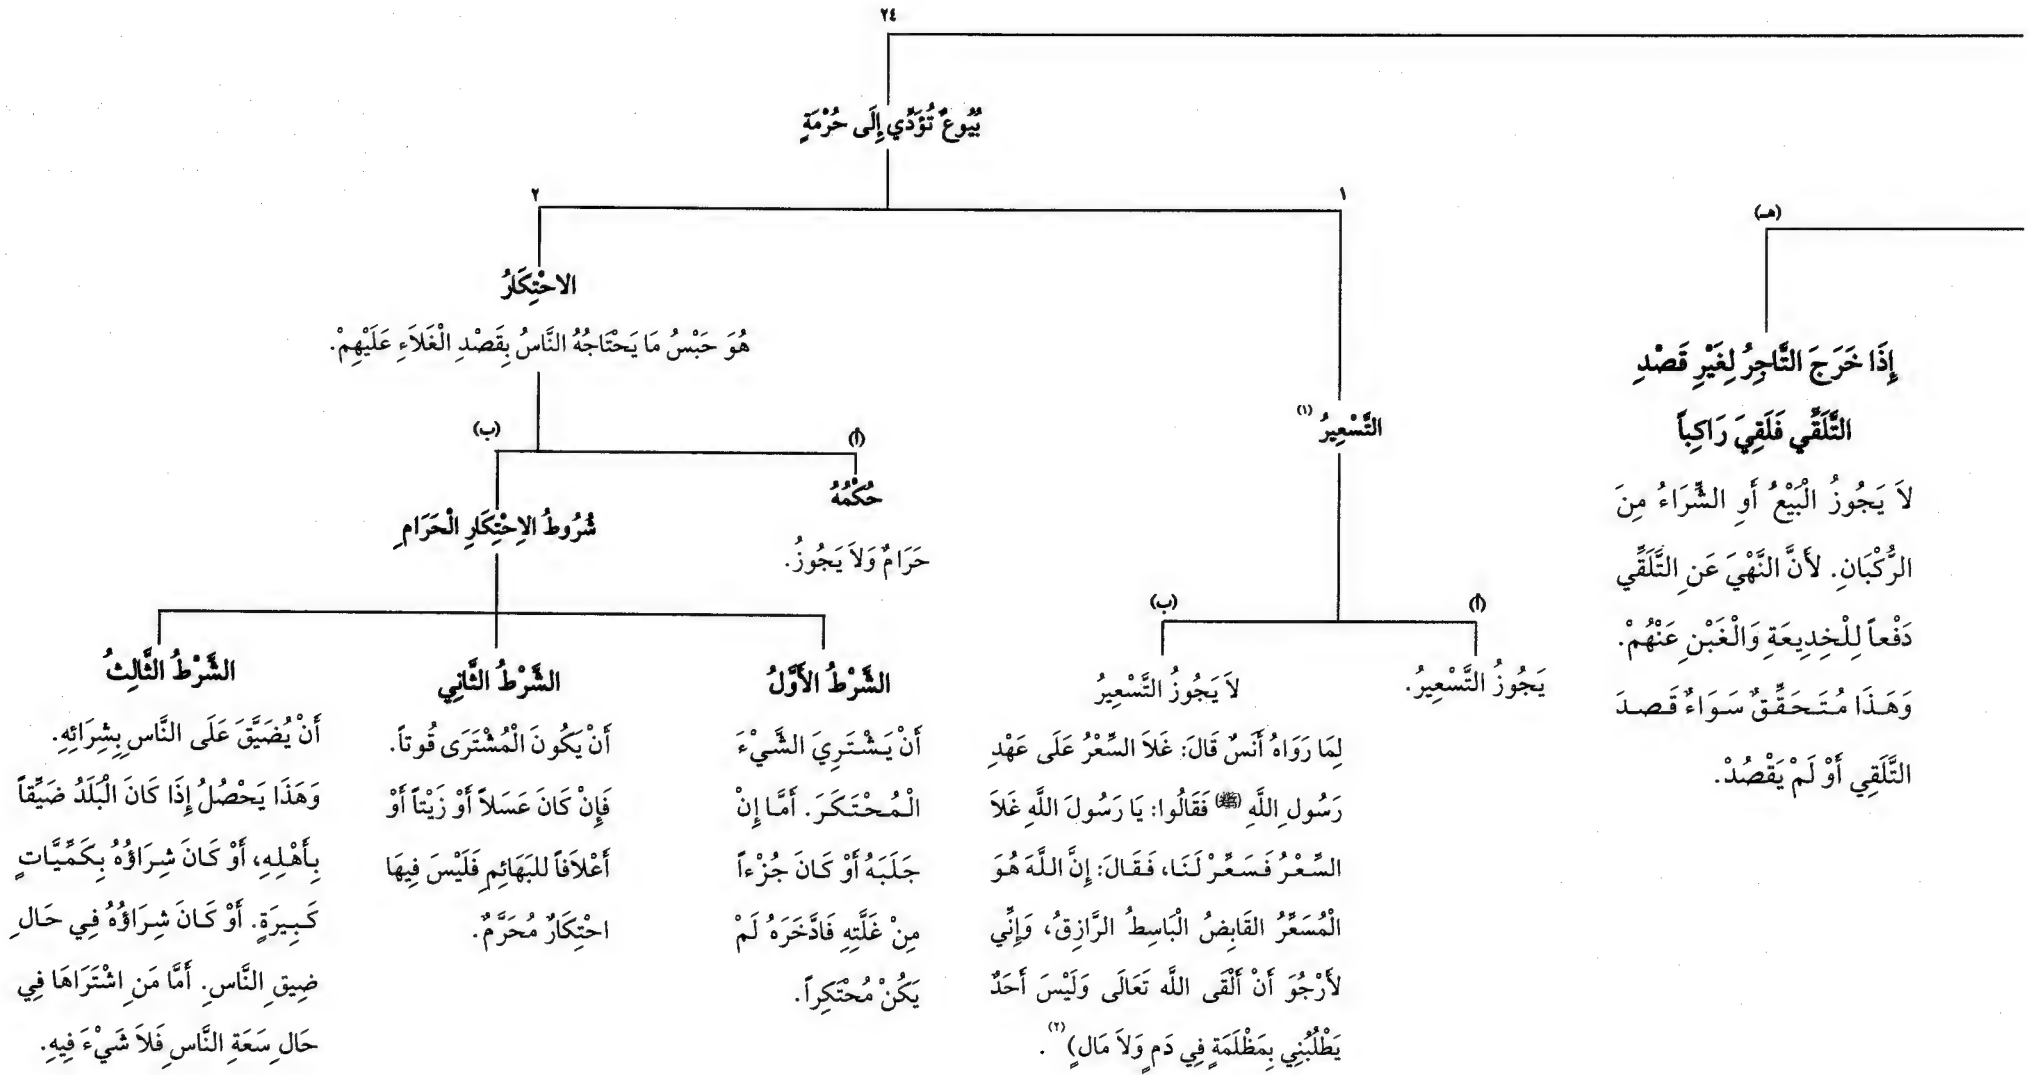 ٢٤
بُيُوعٌ تُؤَدِّي إِلَى حُرْمَةٍ
(هـ)
إِذَا خَرَجَ التَّاجِرُ لِغَيْرِ قَصْدِ
التَّلَقِّي فَلَقِيَ رَاكِباً
لاَ يَجُوزُ الْبَيْعُ أَوِ الشِّرَاءُ مِنَ
الرُّكْبَانِ. لأَنَّ النَّهْيَ عَنِ التَّلَقِّي
دَفْعاً لِلْخِدِيعَةِ وَالْغَبْنِ عَنْهُمْ.
وَهَذَا مُتَحَقِّقٌ سَوَاءٌ قَصدَ
التَّلَقِي أَوْ لَمْ يَقْصُدْ.
١
التَّسْعِيرُ (١)
(أ)
يَجُوزُ التَّسْعِيرُ.
(ب)
لاَ يَجُوزُ التَّسْعِيرُ
لِمَا رَوَاهُ أَنَسٌ قَالَ: غَلاَ السِّعْرُ عَلَى عَهْدِ
رَسُولِ اللَّهِ (ﷺ) فَقَالُوا: يَا رَسُولَ اللَّهِ غَلاَ
السِّعْرُ فَسَعِّرْ لَنَا، فَقَالَ: إِنَّ اللَّهَ هُوَ
الْمُسَعِّرُ القَابِضُ الْبَاسِطُ الرَّازِقُ، وَإِنِّي
لأَرْجُوَ أَنْ أَلْقَى اللَّه تَعَالَى وَلَيْسَ أَحَدٌ
يَطْلُبُنِي بِمَظْلَمَةٍ فِي دَمٍ وَلاَ مَالٍ) (٢).
٢
الاحْتِكَارُ
هُوَ حَبْسُ مَا يَحْتَاجُهُ النَّاسُ بِقَصْدِ الْغَلاَءِ عَلَيْهِمْ.
(أ)
حُكْمُهُ
حَرَامٌ وَلاَ يَجُوزُ.
(ب)
شُرُوطُ الاِحْتِكَارِ الْحَرَامِ
الشَّرْطُ الأَوَّلُ
أَنْ يَشْتَرِيَ الشَّيْءَ
الْمُحْتَكَرَ. أَمَّا إِنْ
جَلَبَهُ أَوْ كَانَ جُزْءاً
مِنْ غَلَّتِهِ فَادَّخَرَهُ لَمْ
يَكُنْ مُحْتَكِراً.
الشَّرْطُ الثَّانِي
أَنْ يَكُونَ الْمُشْتَرَى قُوتاً.
فَإِنْ كَانَ عَسَلاً أَوْ زَيْتاً أَوْ
أَعْلاَفاً للبَهَائِمِ فَلَيْسَ فِيهَا
احْتِكَارٌ مُحَرَّمٌ.
الشَّرْطُ الثَّالِثُ
أَنْ يُضَيَّقَ عَلَى النَّاسِ بِشِرَائِهِ.
وَهَذَا يَحْصُلُ إِذَا كَانَ الْبَلَدُ ضَيِّقاً
بِأَهْلِهِ، أَوْ كَانَ شِرَاؤُهُ بِكَمِّيَّاتٍ
كَبِيرَةٍ. أَوْ كَانَ شِرَاؤُهُ فِي حَالِ
ضِيقِ النَّاسِ. أَمَّا مَنِ اشْتَرَاهَا فِي
حَالِ سَعَةِ النَّاسِ فَلاَ شَيْءَ فِيهِ.